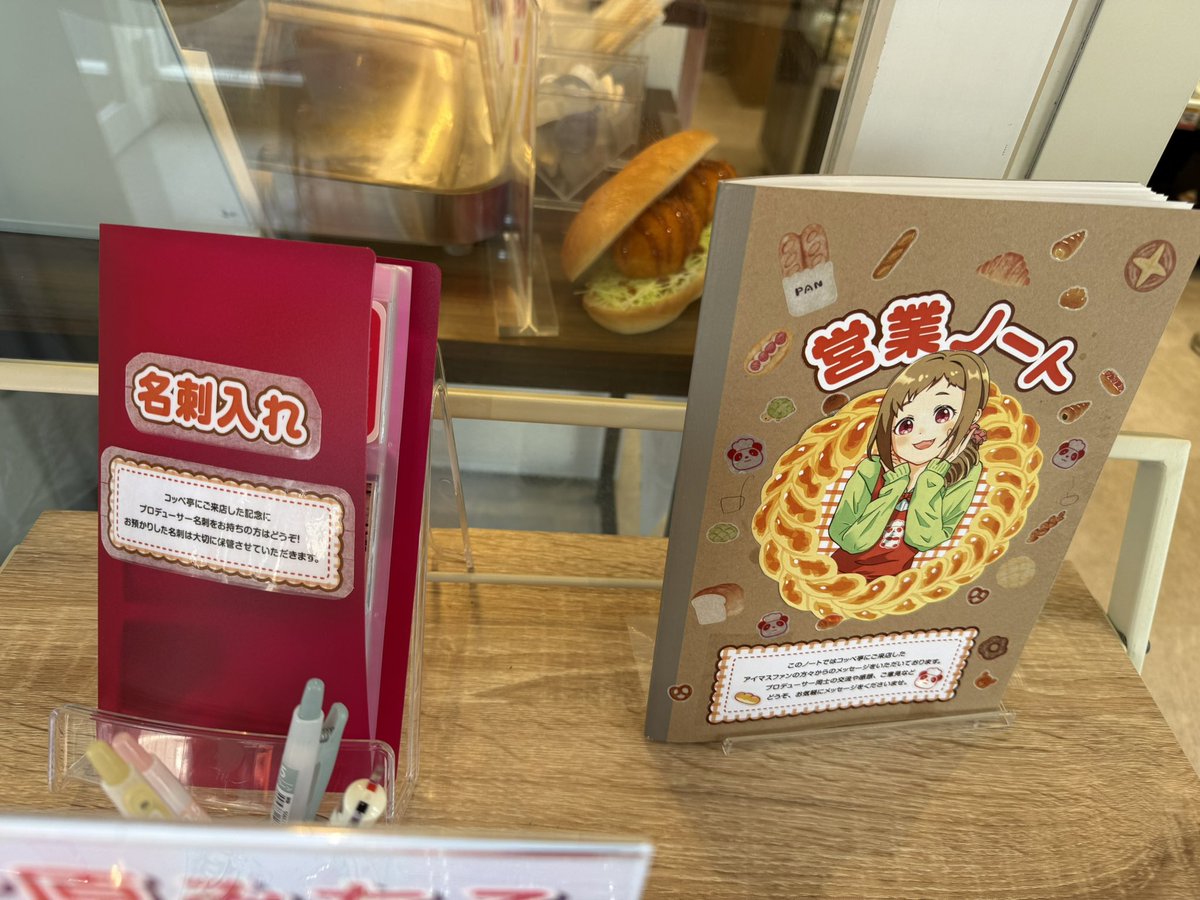 名刺入れ
コッペ亭にご来店した記念に
プロデューサー名刺をお持ちの方はどうぞ!
お預かりした名刺は大切に保管させていただきます。
PAN
営業ノート
このノートではコッペ亭にご来店した
アイマスファンの方々からのメッセージをいただいております。
プロデューサー同士の交流や感想、ご意見など
どうぞ、お気軽にメッセージをくださいませ。